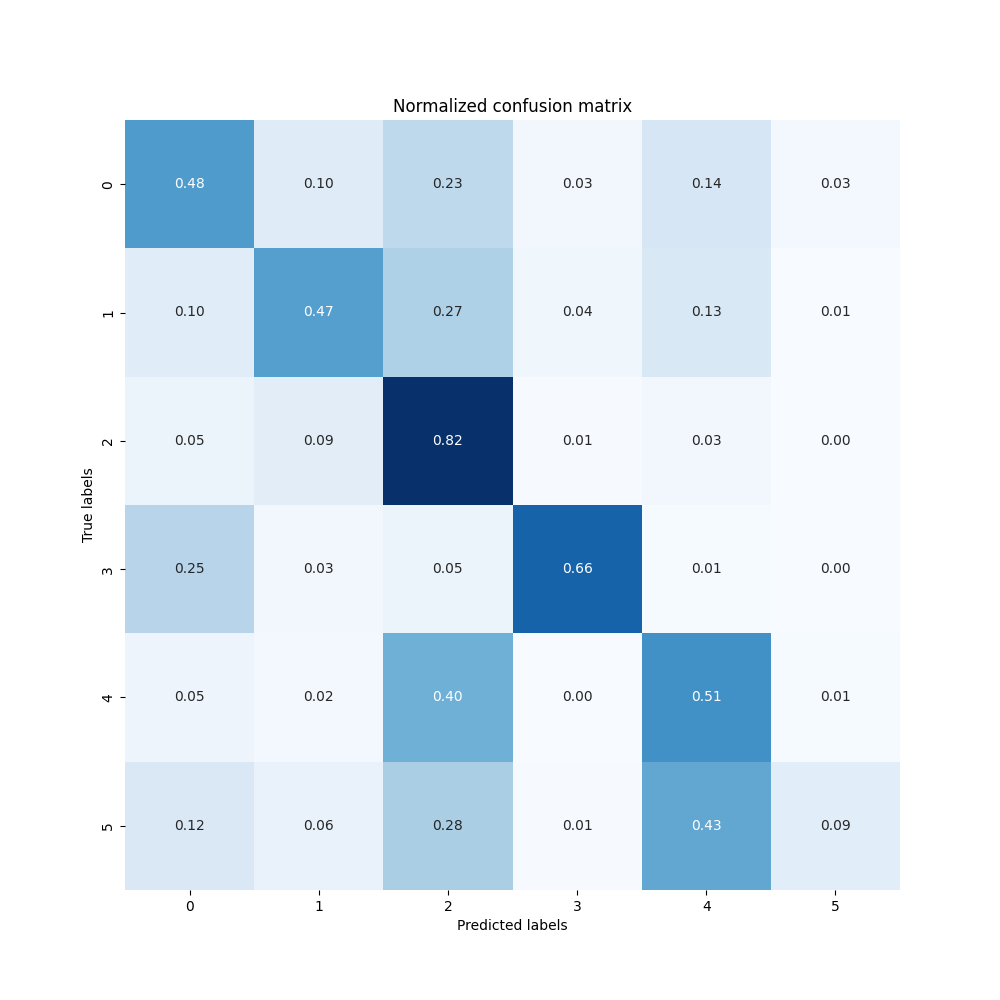 Normalized confusion matrix
True labels
0 0.48 0.10 0.23 0.03 0.14 0.03
1 0.10 0.47 0.27 0.04 0.13 0.01
2 0.05 0.09 0.82 0.01 0.03 0.00
3 0.25 0.03 0.05 0.66 0.01 0.00
4 0.05 0.02 0.40 0.00 0.51 0.01
5 0.12 0.06 0.28 0.01 0.43 0.09
0 1 2 3 4 5
Predicted labels